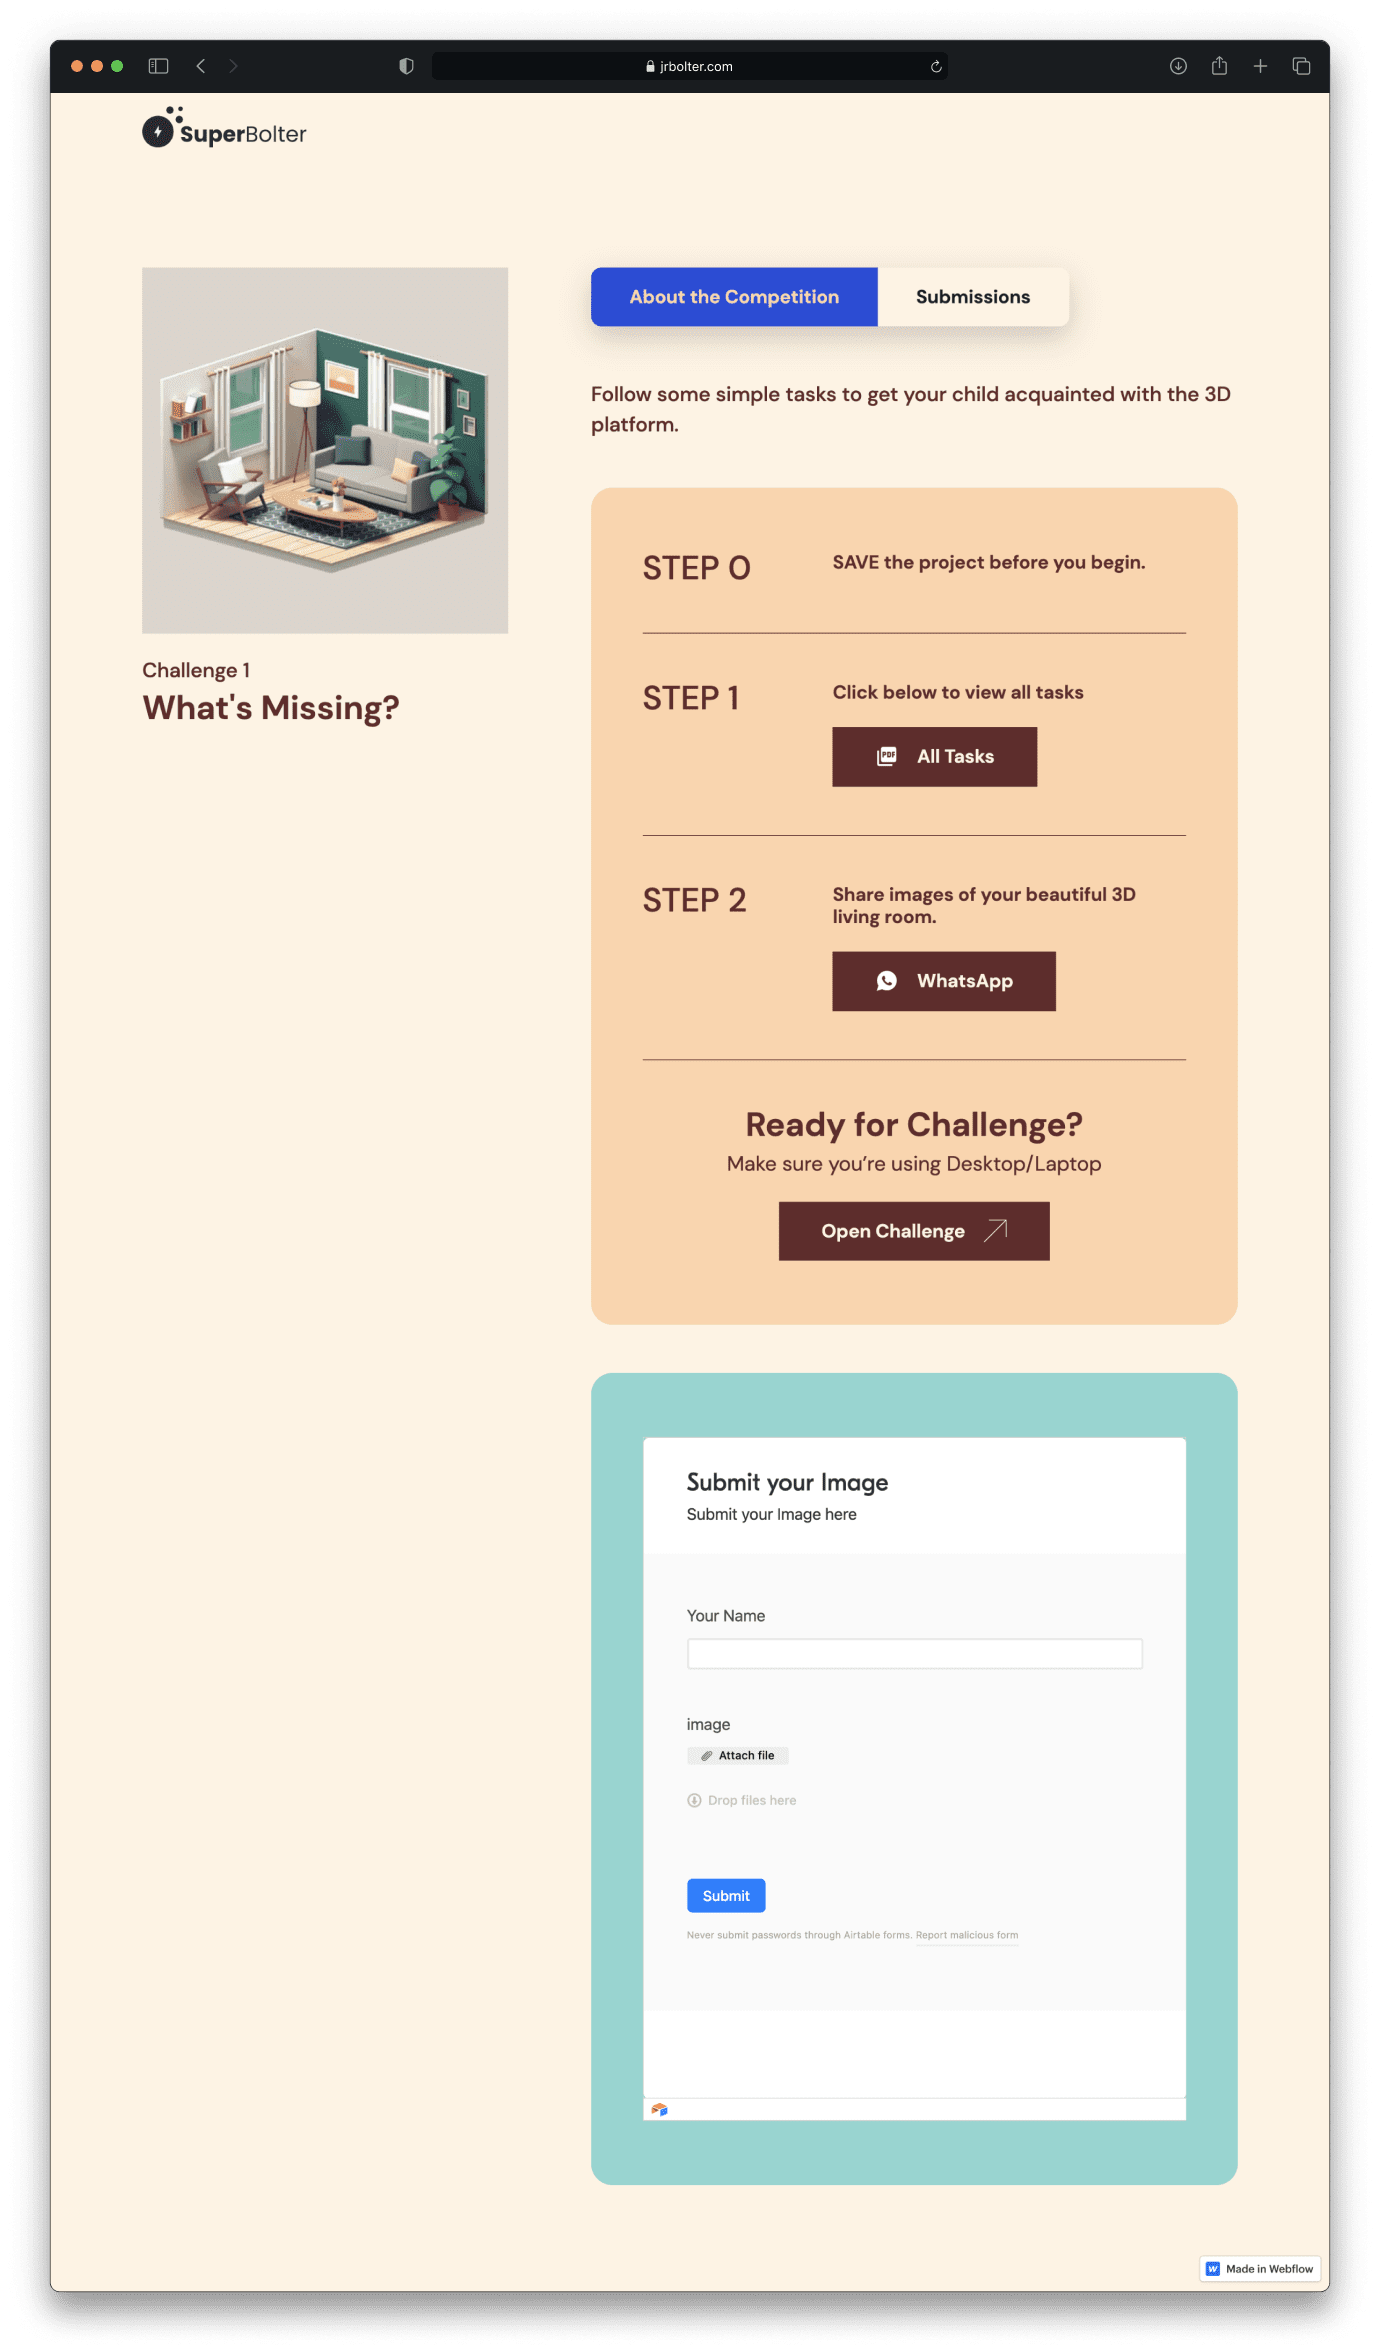 jrbolter.com
SuperBolter
About the Competition
Submissions
Follow some simple tasks to get your child acquainted with the 3D
platform.
Challenge 1
What's Missing?
STEP 0
SAVE the project before you begin.
STEP 1
Click below to view all tasks
PDF
All Tasks
STEP 2
Share images of your beautiful 3D
living room.
WhatsApp
Ready for Challenge?
Make sure you’re using Desktop/Laptop
Open Challenge
Submit your Image
Submit your Image here
Your Name
image
Attach file
Drop files here
Submit
Never submit passwords through Airtable forms. Report malicious form
W Made in Webflow